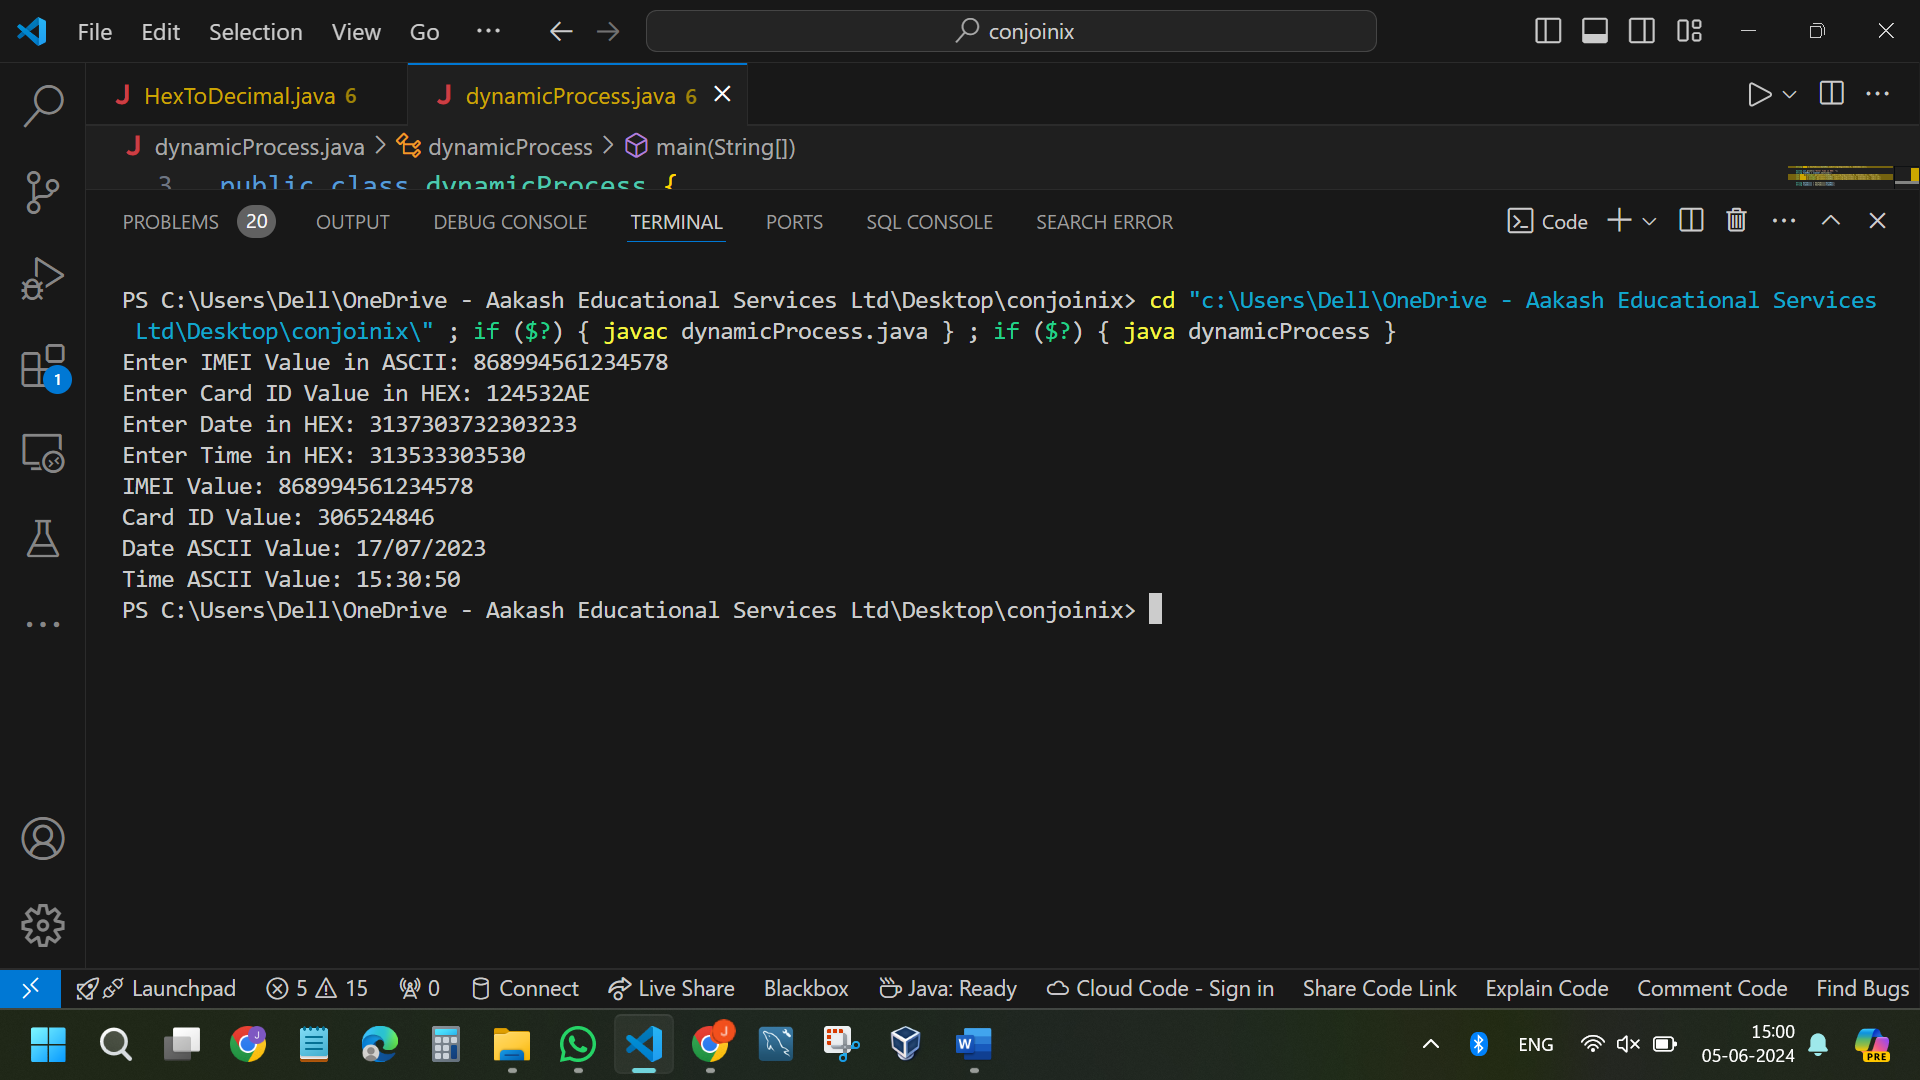 File Edit Selection View Go ··· conjoinix
HexToDecimal.java 6 dynamicProcess.java 6
dynamicProcess.java > dynamicProcess > main(String[])
3 public class dynamicProcess {
PROBLEMS 20 OUTPUT DEBUG CONSOLE TERMINAL PORTS SQL CONSOLE SEARCH ERROR Code
PS C:\Users\Dell\OneDrive - Aakash Educational Services Ltd\Desktop\conjoinix> cd "c:\Users\Dell\OneDrive - Aakash Educational Services
Ltd\Desktop\conjoinix\" ; if ($?) { javac dynamicProcess.java } ; if ($?) { java dynamicProcess }
Enter IMEI Value in ASCII: 868994561234578
Enter Card ID Value in HEX: 124532AE
Enter Date in HEX: 3137303732303233
Enter Time in HEX: 313533303530
IMEI Value: 868994561234578
Card ID Value: 306524846
Date ASCII Value: 17/07/2023
Time ASCII Value: 15:30:50
PS C:\Users\Dell\OneDrive - Aakash Educational Services Ltd\Desktop\conjoinix>
1
Launchpad 5 15 0 Connect Live Share Blackbox Java: Ready Cloud Code - Sign in Share Code Link Explain Code Comment Code Find Bugs
ENG 15:00
05-06-2024
PRE